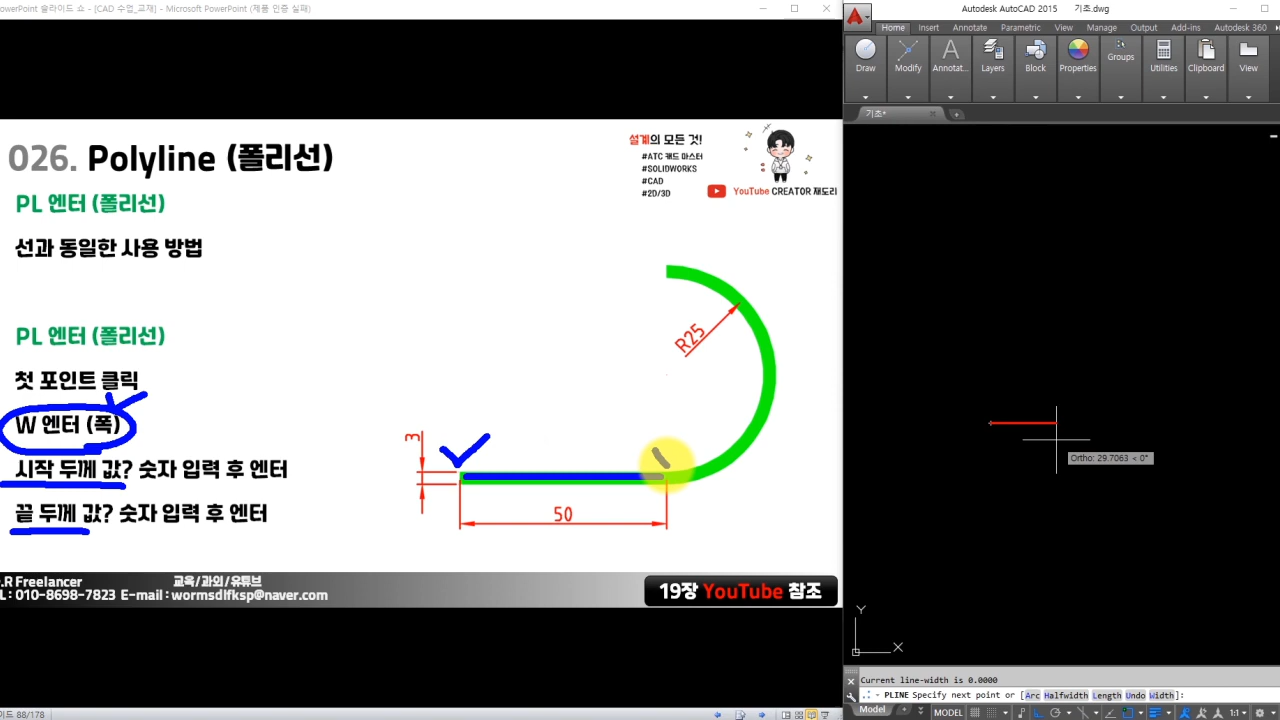 owerPoint 슬라이드 쇼 - [CAD 수업_교재] - Microsoft PowerPoint (제품 인증 실패)
026. Polyline (폴리선)
PL 엔터 (폴리선)
선과 동일한 사용 방법
PL 엔터 (폴리선)
첫 포인트 클릭
W 엔터 (폭)
시작 두께 값? 숫자 입력 후 엔터
끝 두께 값? 숫자 입력 후 엔터
설계의 모든 것!
#ATC 캐드 마스터
#SOLIDWORKS
#CAD
#2D/3D
YouTube CREATOR 재도리
R25
3
50
.R Freelancer 교육/과외/유튜브
L : 010-8698-7823 E-mail : wormsdlfksp@naver.com
19장 YouTube 참조
이드 88/178
Autodesk AutoCAD 2015 기초.dwg
Home Insert Annotate Parametric View Manage Output Add-ins Autodesk 360
Draw Modify Annotat... Layers Block Properties Groups Utilities Clipboard View
기초*
Ortho: 29.7063 < 0°
Y
X
Current line-width is 0.0000
PLINE Specify next point or [Arc Halfwidth Length Undo Width]:
Model MODEL 1:1